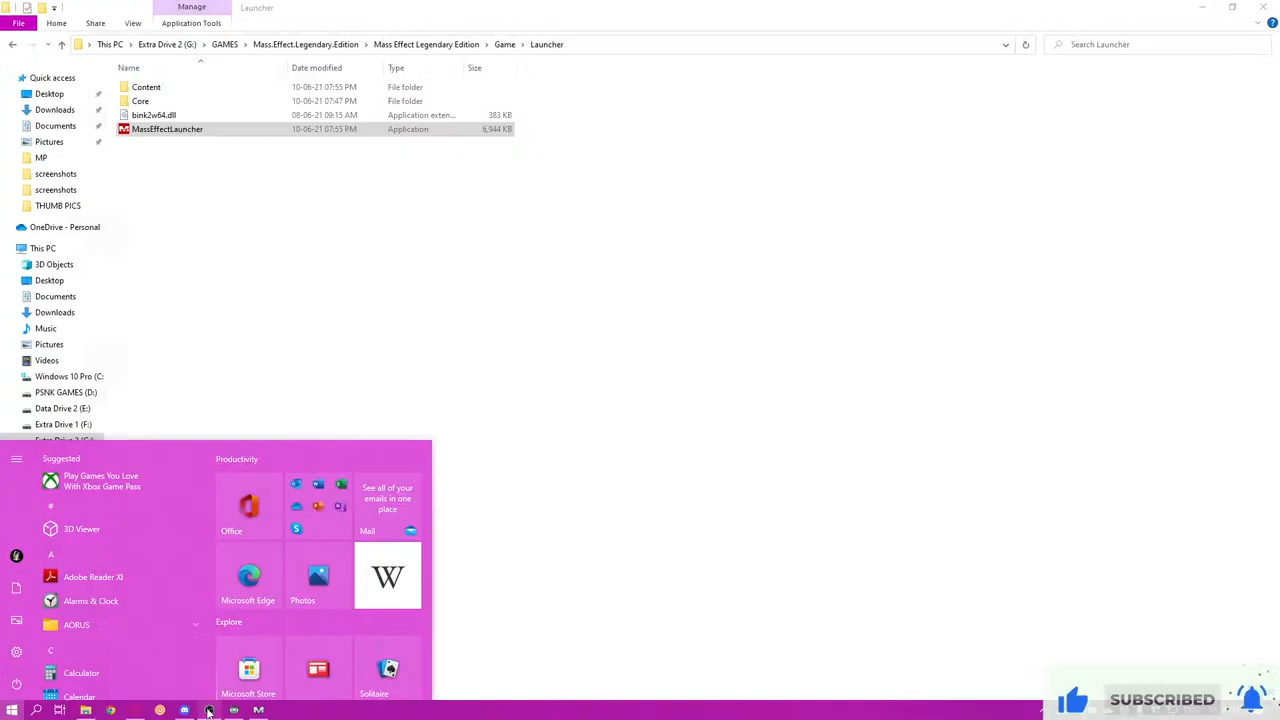 Manage
Launcher
File
Home
Share
View
Application Tools
This PC
Extra Drive 2 (G:)
GAMES
Mass.Effect.Legendary.Edition
Mass Effect Legendary Edition
Game
Launcher
Search Launcher
Name
Date modified
Type
Size
Content
10-06-21 07:55 PM
File folder
Core
10-06-21 07:47 PM
File folder
bink2w64.dll
08-06-21 09:15 AM
Application exten...
383 KB
MassEffectLauncher
10-06-21 07:55 PM
Application
6,944 KB
Quick access
Desktop
Downloads
Documents
Pictures
MP
screenshots
screenshots
THUMB PICS
OneDrive - Personal
This PC
3D Objects
Desktop
Documents
Downloads
Music
Pictures
Videos
Windows 10 Pro (C:
PSNK GAMES (D:)
Data Drive 2 (E:)
Extra Drive 1 (F:)
Extra Drive 2 (G:)
Suggested
Play Games You Love
With Xbox Game Pass
#
3D Viewer
A
Adobe Reader XI
Alarms & Clock
AORUS
C
Calculator
Calendar
Productivity
Office
See all of your
emails in one
place
Mail
Microsoft Edge
Photos
W
Explore
Microsoft Store
Solitaire
SUBSCRIBED